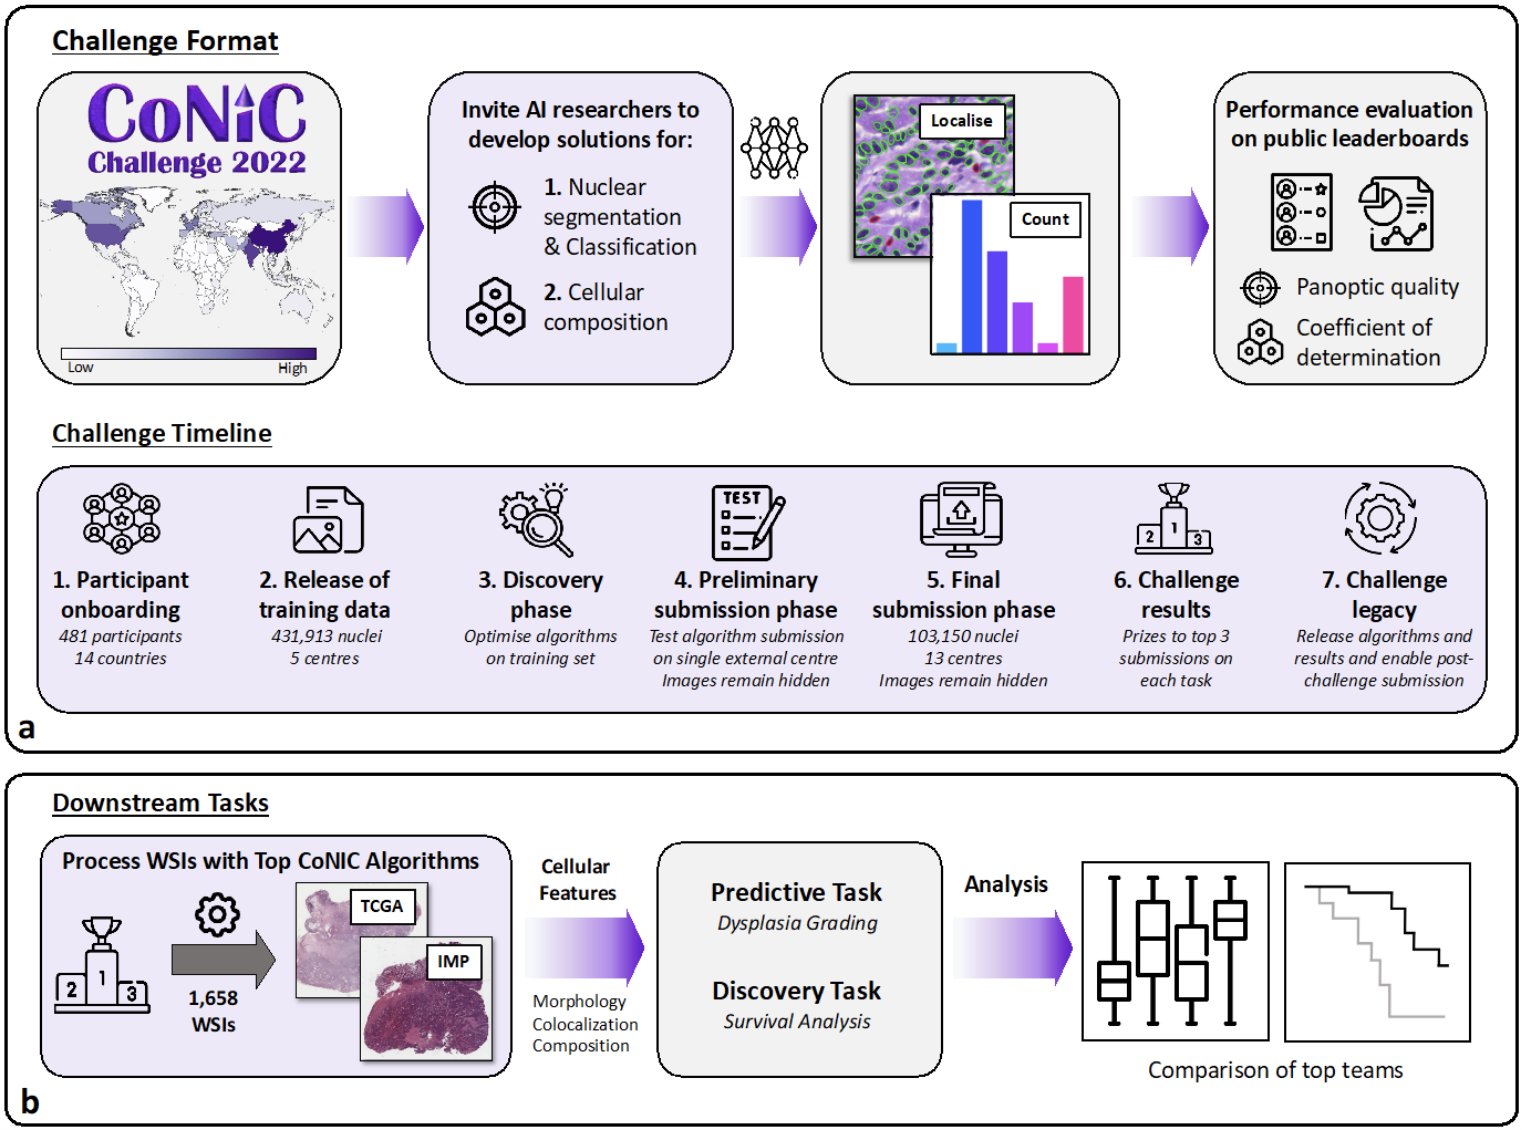 Challenge Format
CoNiC
Challenge 2022
Low
High
Invite AI researchers to
develop solutions for:
1. Nuclear
segmentation
& Classification
2. Cellular
composition
Localise
Count
Performance evaluation
on public leaderboards
Panoptic quality
Coefficient of
determination
Challenge Timeline
1. Participant
onboarding
481 participants
14 countries
2. Release of
training data
431,913 nuclei
5 centres
3. Discovery
phase
Optimise algorithms
on training set
TEST
4. Preliminary
submission phase
Test algorithm submission
on single external centre
Images remain hidden
5. Final
submission phase
103,150 nuclei
13 centres
Images remain hidden
2 1 3
6. Challenge
results
Prizes to top 3
submissions on
each task
7. Challenge
legacy
Release algorithms and
results and enable post-
challenge submission
a
Downstream Tasks
Process WSIs with Top CoNIC Algorithms
2 1 3
1,658
WSIs
TCGA
IMP
Cellular
Features
Morphology
Colocalization
Composition
Predictive Task
Dysplasia Grading
Discovery Task
Survival Analysis
Analysis
Comparison of top teams
b